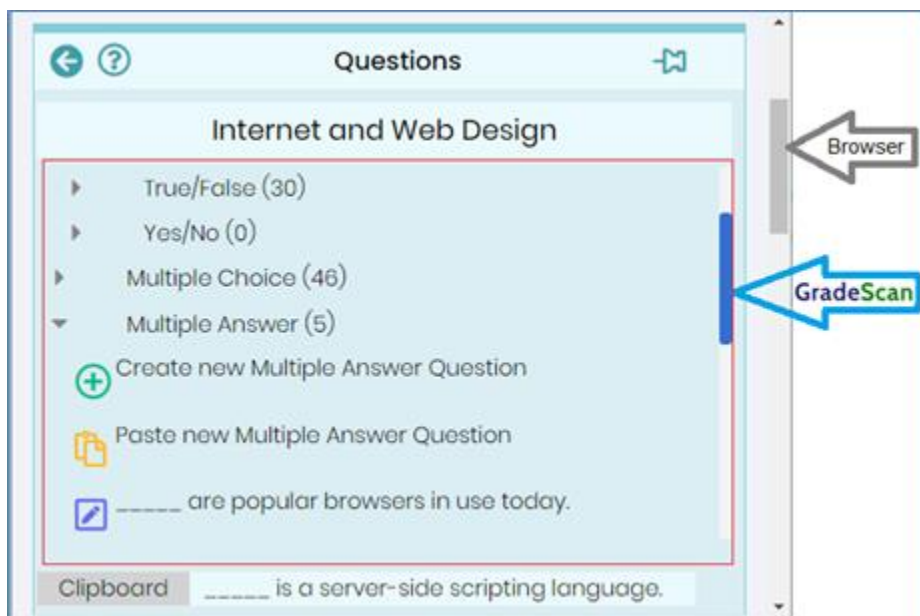 Questions
Internet and Web Design
True/False (30)
Browser
Yes/No (0)
Multiple Choice (46)
GradeScan
Multiple Answer (5)
Create new Multiple Answer Question
Paste new Multiple Answer Question
_____ are popular browsers in use today.
Clipboard _____ is a server-side scripting language.